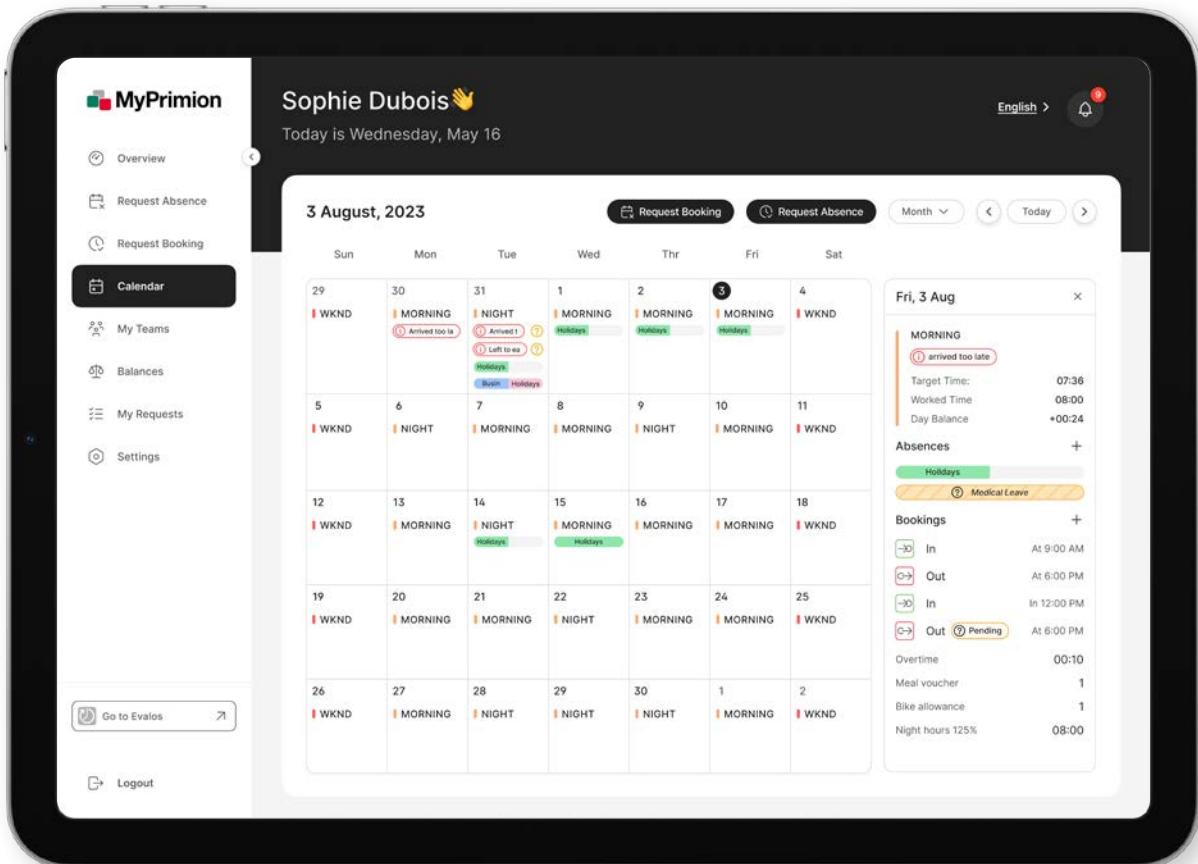 MyPrimion
Overview
Request Absence
Request Booking
Calendar
My Teams
Balances
My Requests
Settings
Go to Evalos
Logout
Sophie Dubois👋
Today is Wednesday, May 16
English >
9
3 August, 2023
Request Booking
Request Absence
Month
Today
Sun Mon Tue Wed Thr Fri Sat
29 30 31 1 2 3 4
WKND MORNING NIGHT MORNING MORNING MORNING WKND
Arrived too la Arrived t Holidays Holidays Holidays
Left to ea
Holidays
Busin Holidays
5 6 7 8 9 10 11
WKND NIGHT MORNING MORNING NIGHT MORNING WKND
12 13 14 15 16 17 18
WKND MORNING NIGHT MORNING MORNING MORNING WKND
Holidays Holidays
19 20 21 22 23 24 25
WKND MORNING MORNING NIGHT MORNING MORNING WKND
26 27 28 29 30 1 2
WKND MORNING NIGHT NIGHT NIGHT MORNING WKND
Fri, 3 Aug
MORNING
arrived too late
Target Time: 07:36
Worked Time 08:00
Day Balance +00:24
Absences +
Holidays
Medical Leave
Bookings +
In At 9:00 AM
Out At 6:00 PM
In In 12:00 PM
Out Pending At 6:00 PM
Overtime 00:10
Meal voucher 1
Bike allowance 1
Night hours 125% 08:00